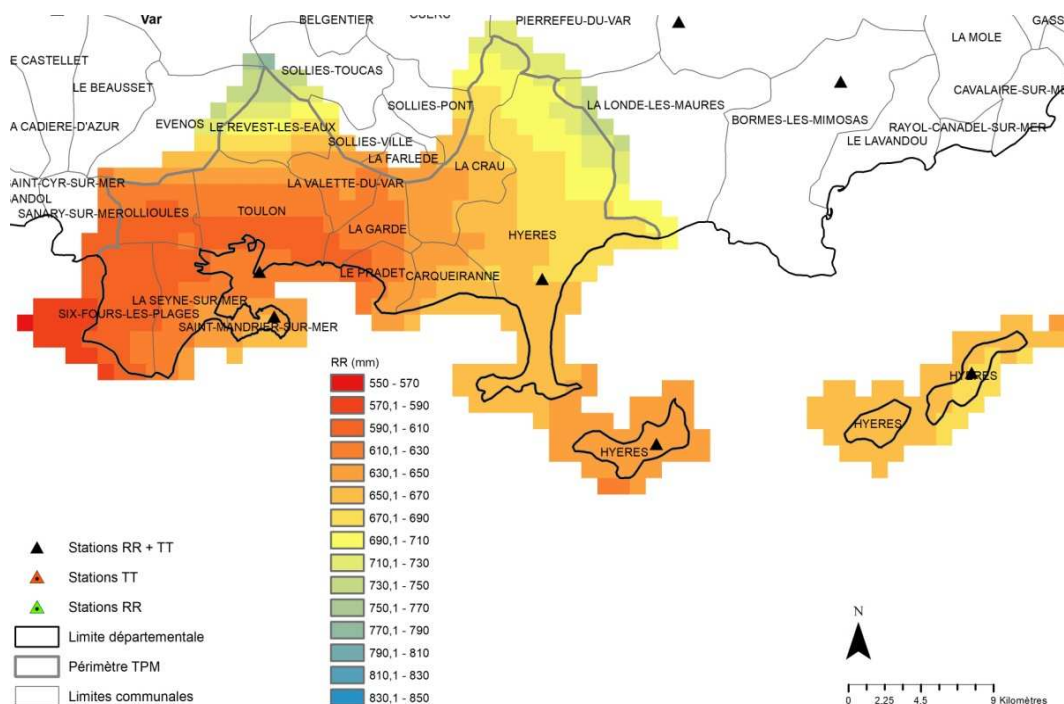 Var
BELGENTIER
PIERREFEU-DU-VAR
LA MOLE
E CASTELLET
SOLLIES-TOUCAS
LE BEAUSSET
CAVALAIRE-SUR-ME
SOLLIES-PONT
LA LONDE-LES-MAURES
A CADIERE-D'AZUR
EVENOS
LE REVEST-LES-EAUX
BORMES-LES-MIMOSAS
RAYOL-CANADEL-SUR-MER
SOLLIES-VILLE
LE LAVANDOU
LA FARLEDE
LA CRAU
SAINT-CYR-SUR-MER
LA VALETTE-DU-VAR
ANDOL
SANARY-SUR-MER
OLLIOULES
TOULON
LA GARDE
HYERES
LE PRADET
CARQUEIRANNE
LA SEYNE-SUR-MER
SIX-FOURS-LES-PLAGES
SAINT-MANDRIER-SUR-MER
HYERES
HYERES
HYERES
RR (mm)
550 - 570
570,1 - 590
590,1 - 610
610,1 - 630
630,1 - 650
650,1 - 670
670,1 - 690
690,1 - 710
710,1 - 730
730,1 - 750
750,1 - 770
770,1 - 790
790,1 - 810
810,1 - 830
830,1 - 850
Stations RR + TT
Stations TT
Stations RR
Limite départementale
Périmètre TPM
Limites communales
N
0 2.25 4.5 9 Kilomètres